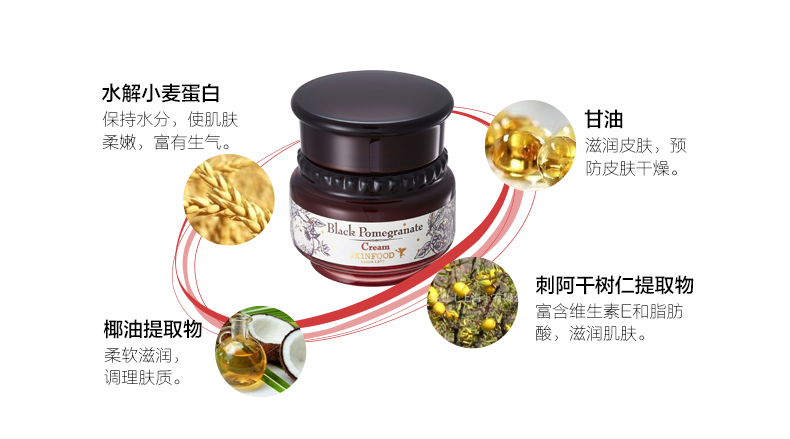 水解小麦蛋白
保持水分，使肌肤
柔嫩，富有生气。
甘油
滋润皮肤，预
防皮肤干燥。
Black Pomegranate
Cream
SKINFOOD
since 1957
刺阿干树仁提取物
富含维生素E和脂肪
酸，滋润肌肤。
椰油提取物
柔软滋润，
调理肤质。